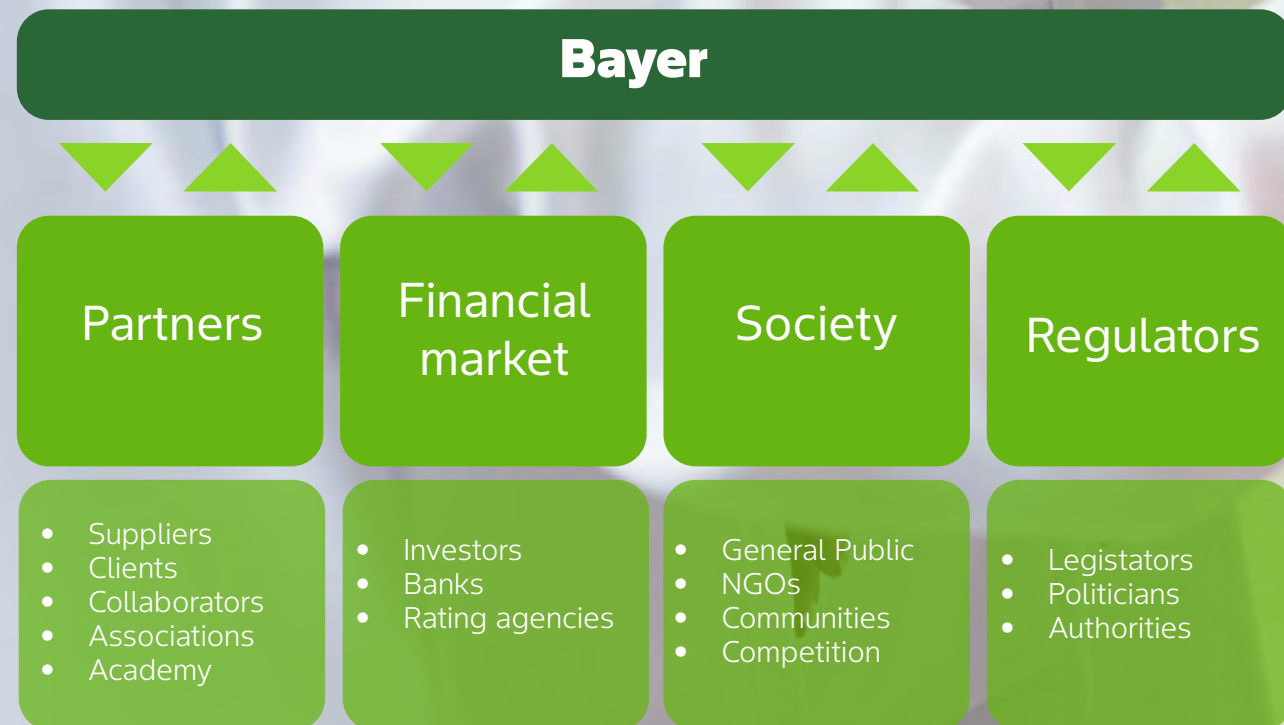 Bayer
Partners
Financial
market
Society
Regulators
• Suppliers
• Clients
• Collaborators
• Associations
• Academy
• Investors
• Banks
• Rating agencies
• General Public
• NGOs
• Communities
• Competition
• Legistators
• Politicians
• Authorities